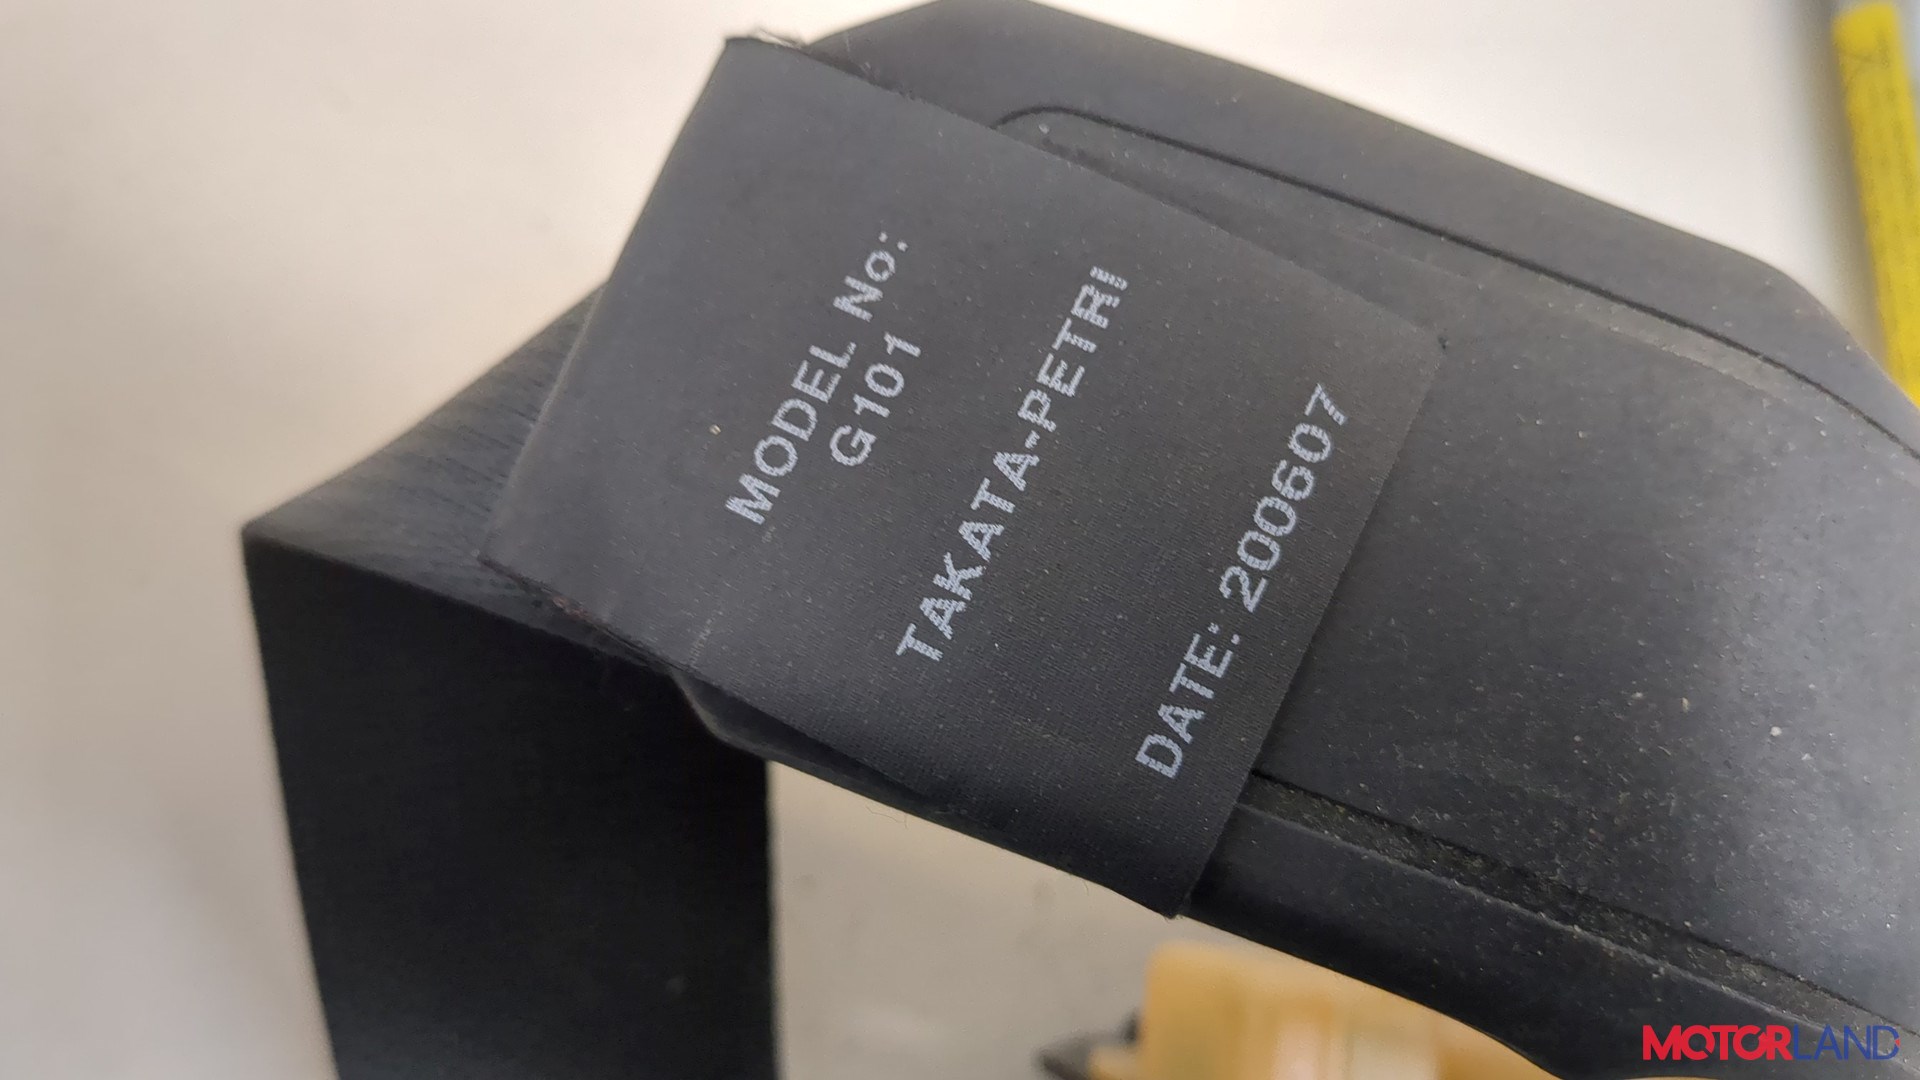 MODEL No:
G101
TAKATA-PETRI
DATE: 200607
MOTORLAND